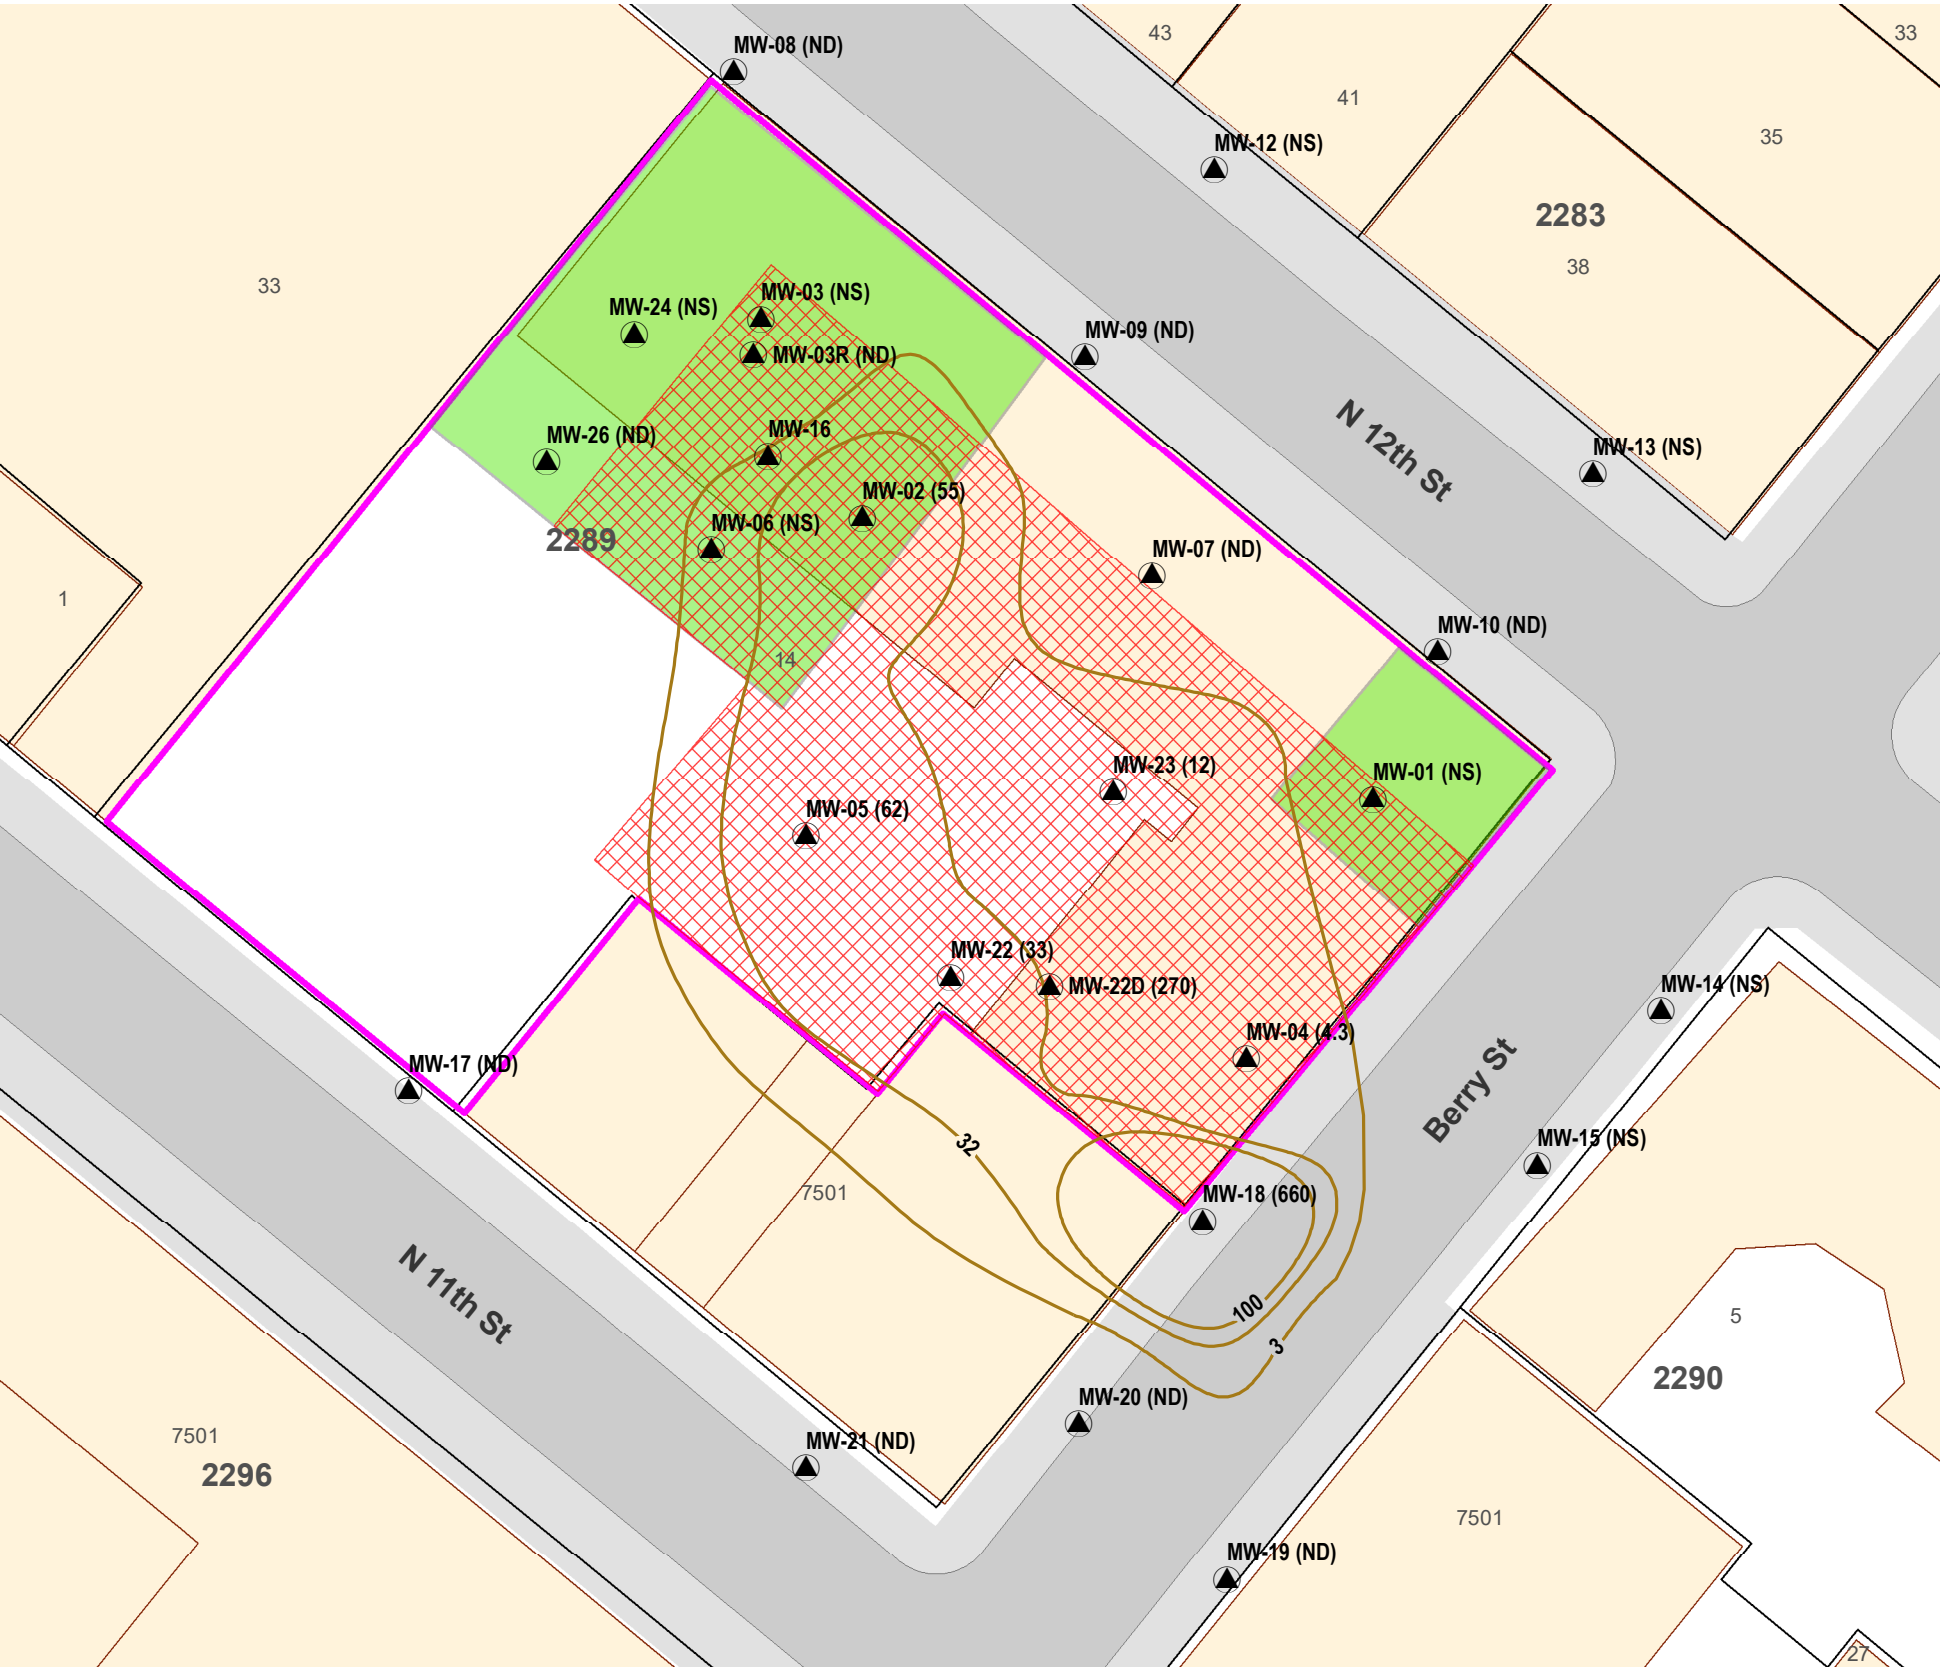 43
33
MW-08 (ND)
41
MW-12 (NS)
35
2283
38
33
MW-03 (NS)
MW-24 (NS)
MW-09 (ND)
MW-03R (ND)
N 12th St
MW-26 (ND)
MW-16
MW-13 (NS)
MW-02 (55)
MW-06 (NS)
2289
MW-07 (ND)
1
MW-10 (ND)
14
MW-23 (12)
MW-01 (NS)
MW-05 (62)
MW-22 (33)
MW-22D (270)
MW-14 (NS)
MW-04 (4.3)
MW-17 (ND)
Berry St
32
MW-15 (NS)
7501
MW-18 (660)
N 11th St
100
3
5
2290
MW-20 (ND)
7501
MW-21 (ND)
2296
7501
MW-19 (ND)
27